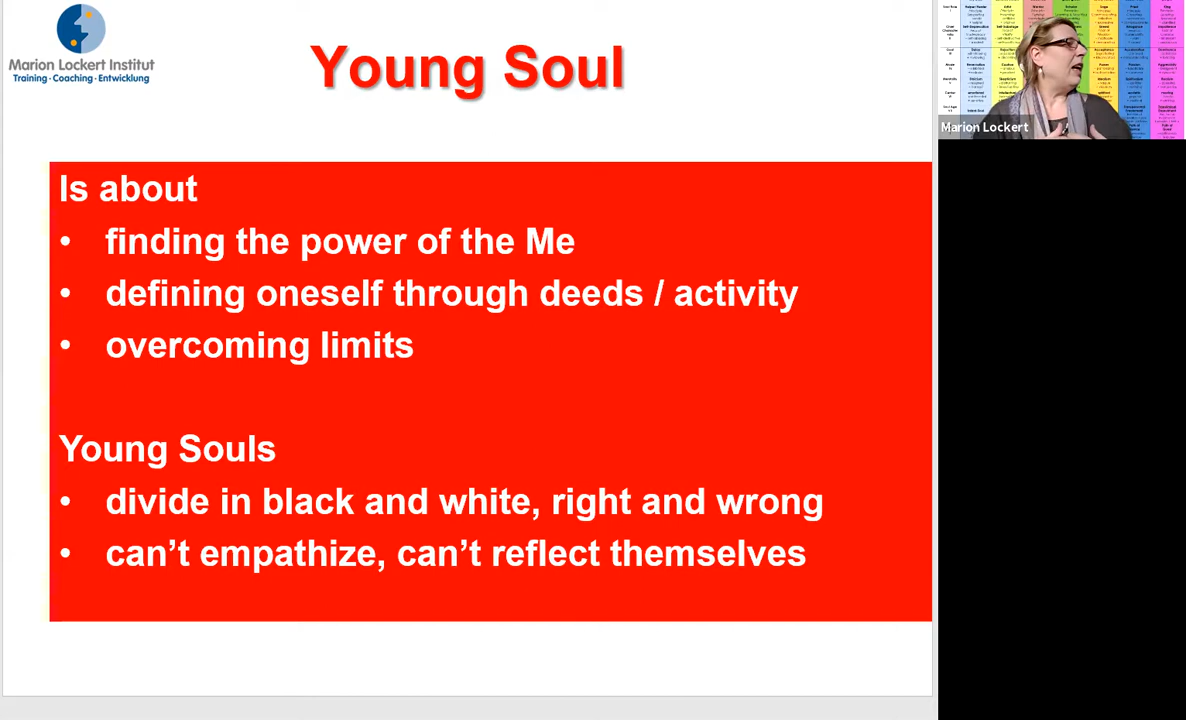 Marion Lockert Institut
Training · Coaching · Entwicklung
Young Soul
Is about
• finding the power of the Me
• defining oneself through deeds / activity
• overcoming limits
Young Souls
• divide in black and white, right and wrong
• can't empathize, can't reflect themselves
Marion Lockert